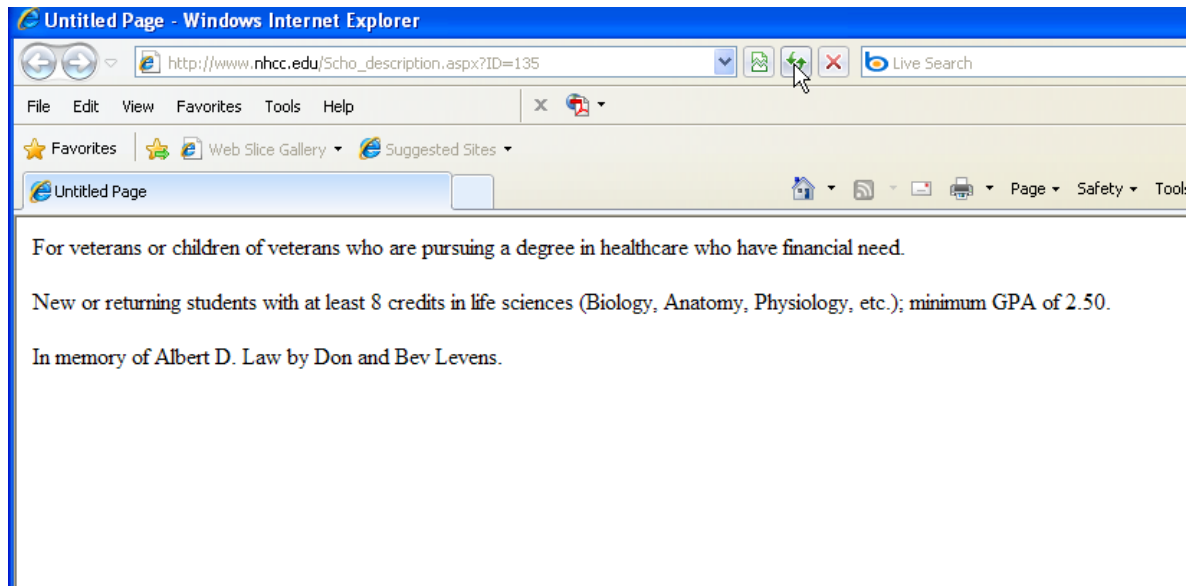 Untitled Page - Windows Internet Explorer
http://www.nhcc.edu/Scho_description.aspx?ID=135
Live Search
File Edit View Favorites Tools Help
x
Favorites Web Slice Gallery Suggested Sites
Untitled Page
Page Safety Tools
For veterans or children of veterans who are pursuing a degree in healthcare who have financial need.
New or returning students with at least 8 credits in life sciences (Biology, Anatomy, Physiology, etc.); minimum GPA of 2.50.
In memory of Albert D. Law by Don and Bev Levens.